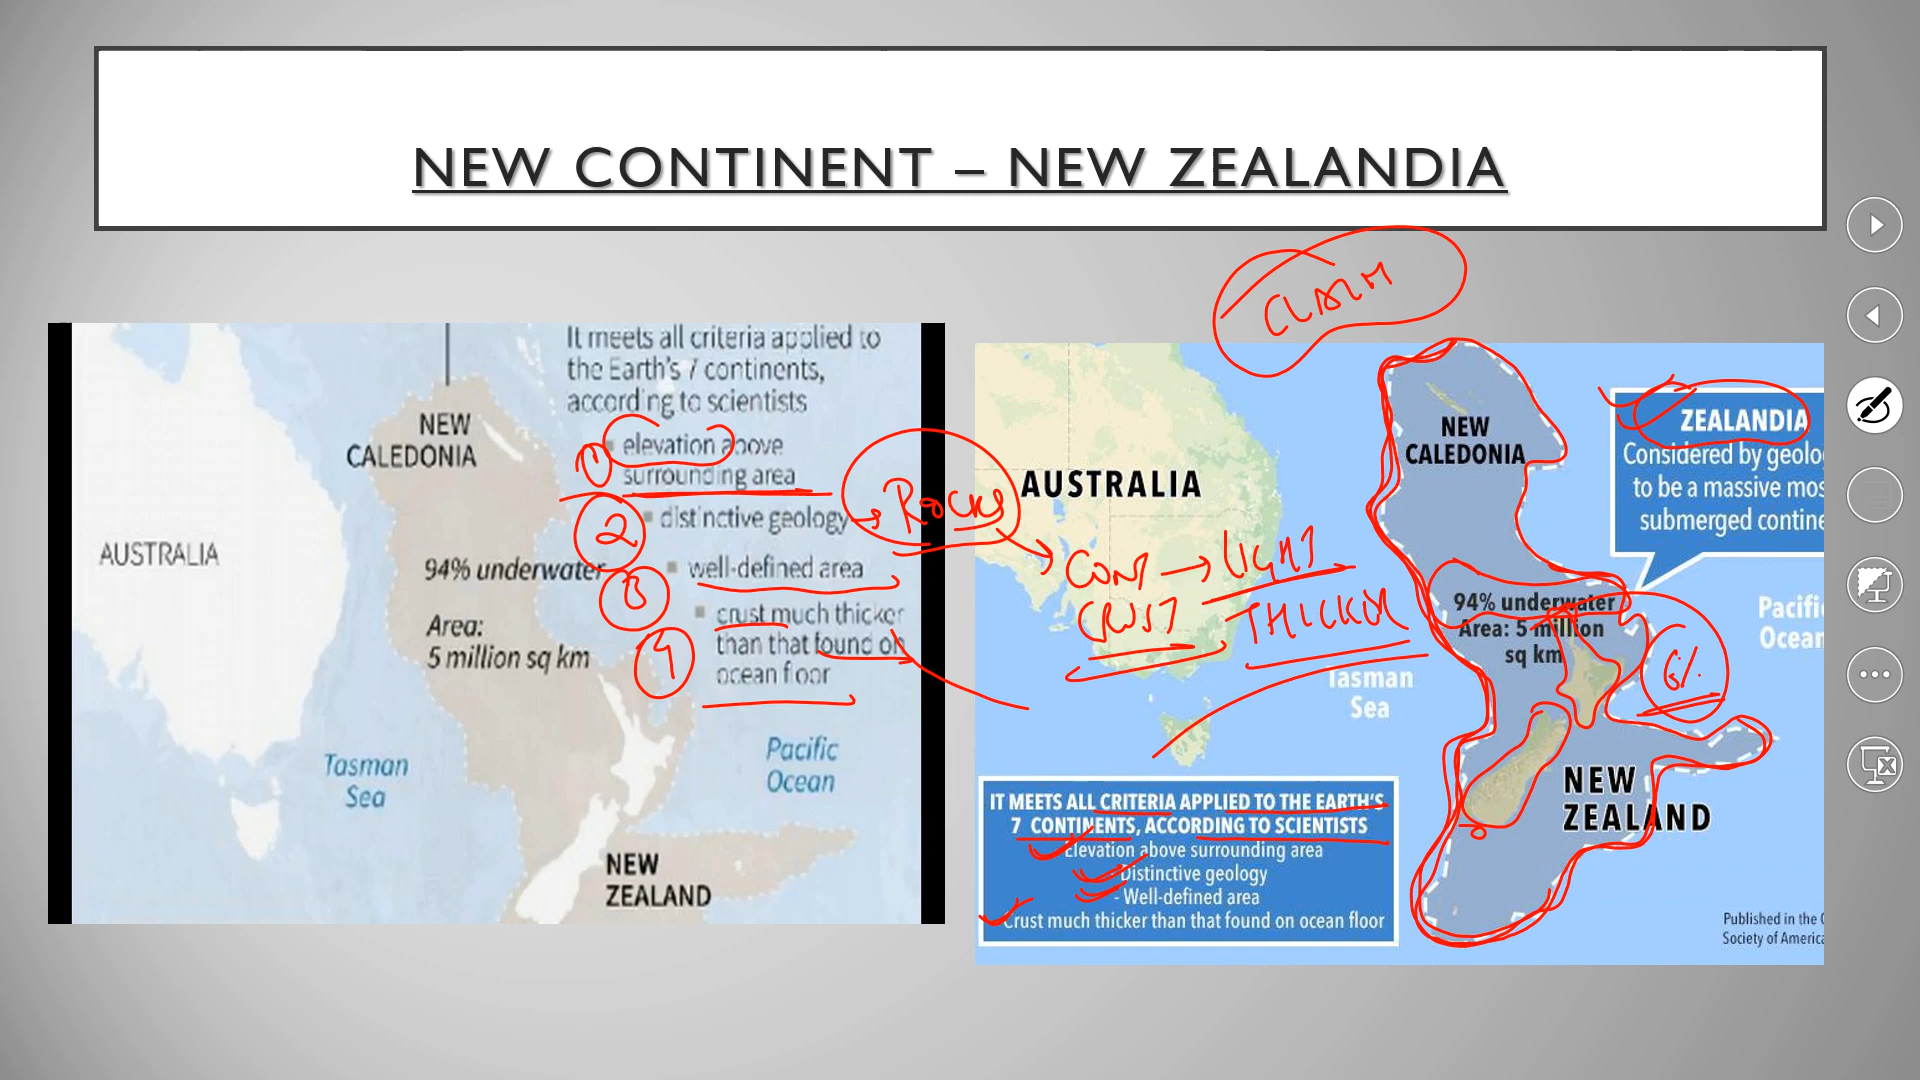 NEW CONTINENT – NEW ZEALANDIA
CLAIM
It meets all criteria applied to
the Earth's 7 continents,
according to scientists
elevation above
surrounding area
distinctive geology
well-defined area
crust much thicker
than that found on
ocean floor
1
2
3
4
NEW
CALEDONIA
AUSTRALIA
94% underwater
Area:
5 million sq km
Tasman
Sea
Pacific
Ocean
NEW
ZEALAND
ROCKS
CONT → LIGHT
CRUST THICKER
AUSTRALIA
NEW
CALEDONIA
ZEALANDIA
Considered by geolo
to be a massive mos
submerged contine
94% underwater
Area: 5 million
sq km
6%
Pacifi
Ocean
Tasman
Sea
NEW
ZEALAND
IT MEETS ALL CRITERIA APPLIED TO THE EARTH'S
7 CONTINENTS, ACCORDING TO SCIENTISTS
Elevation above surrounding area
Distinctive geology
- Well-defined area
Crust much thicker than that found on ocean floor
Published in the
Society of America